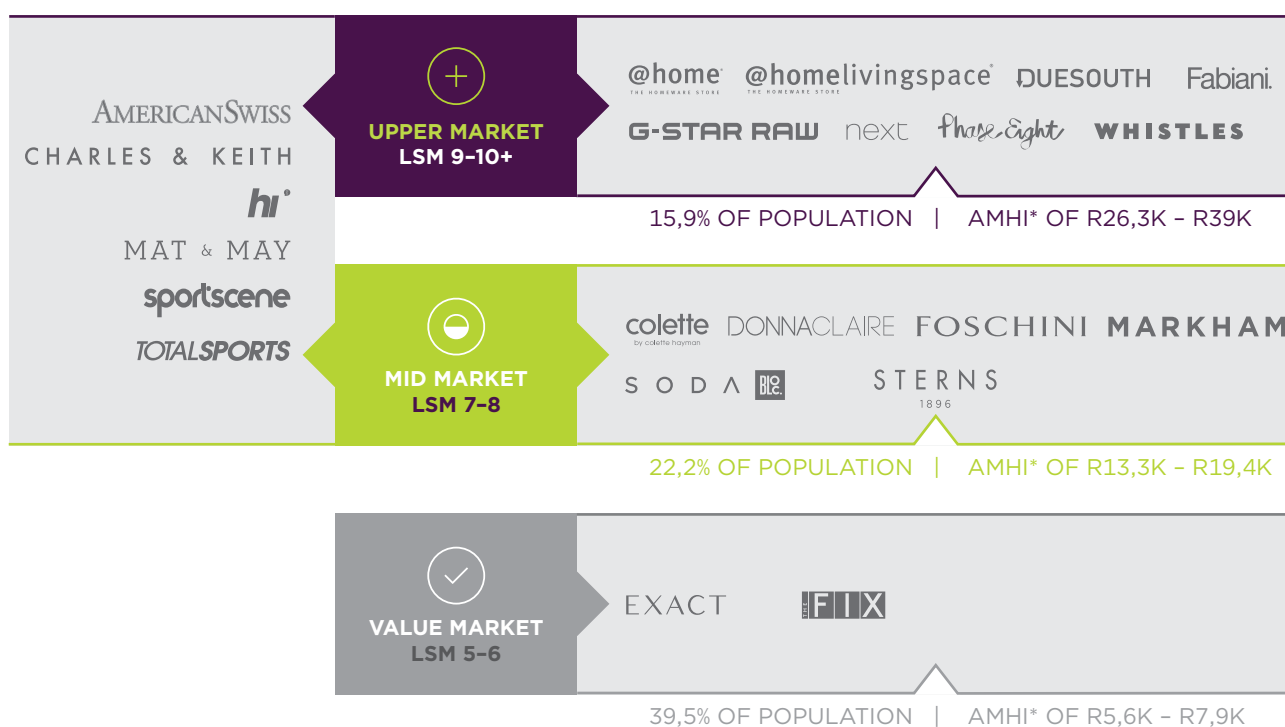 AMERICANSWISS
CHARLES & KEITH
hi
MAT & MAY
sportscene
TOTALSPORTS
UPPER MARKET
LSM 9–10+
@home @homelivingspace DUESOUTH Fabiani.
THE HOMEWARE STORE THE HOMEWARE STORE
G-STAR RAW next Phase Eight WHISTLES
15,9% OF POPULATION | AMHI* OF R26,3K – R39K
MID MARKET
LSM 7–8
colette DONNACLAIRE FOSCHINI MARKHAM
by colette hayman
SODA BLOC. STERNS
1896
22,2% OF POPULATION | AMHI* OF R13,3K – R19,4K
VALUE MARKET
LSM 5–6
EXACT THE FIX
39,5% OF POPULATION | AMHI* OF R5,6K – R7,9K